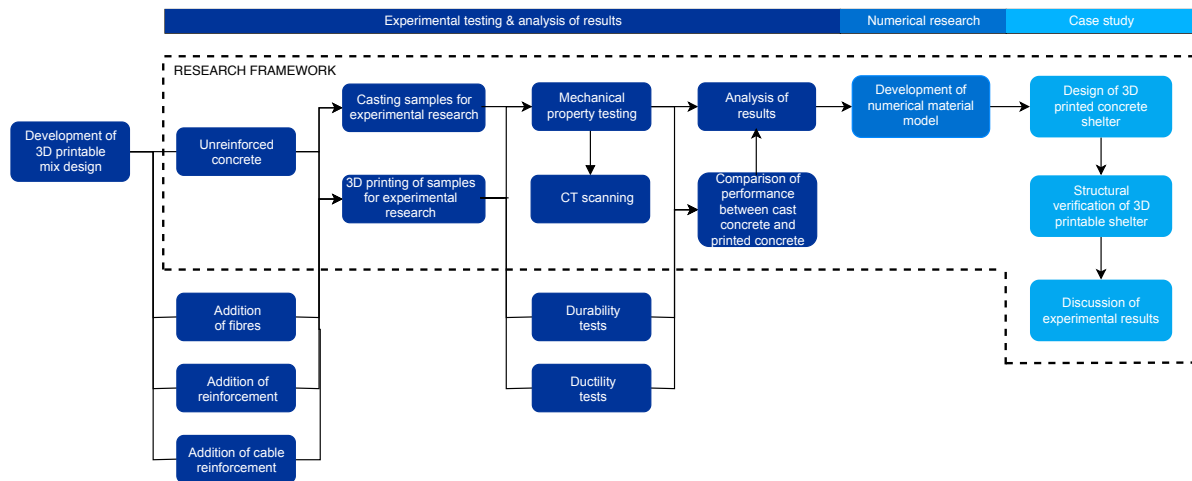 Experimental testing & analysis of results
Numerical research
Case study
RESEARCH FRAMEWORK
Development of
3D printable
mix design
Unreinforced
concrete
Casting samples for
experimental research
3D printing of samples
for experimental
research
Mechanical
property testing
CT scanning
Analysis of
results
Comparison of
performance
between cast
concrete and
printed concrete
Development of
numerical material
model
Design of 3D
printed concrete
shelter
Structural
verification of 3D
printable shelter
Discussion of
experimental results
Addition
of fibres
Addition of
reinforcement
Addition of cable
reinforcement
Durability
tests
Ductility
tests